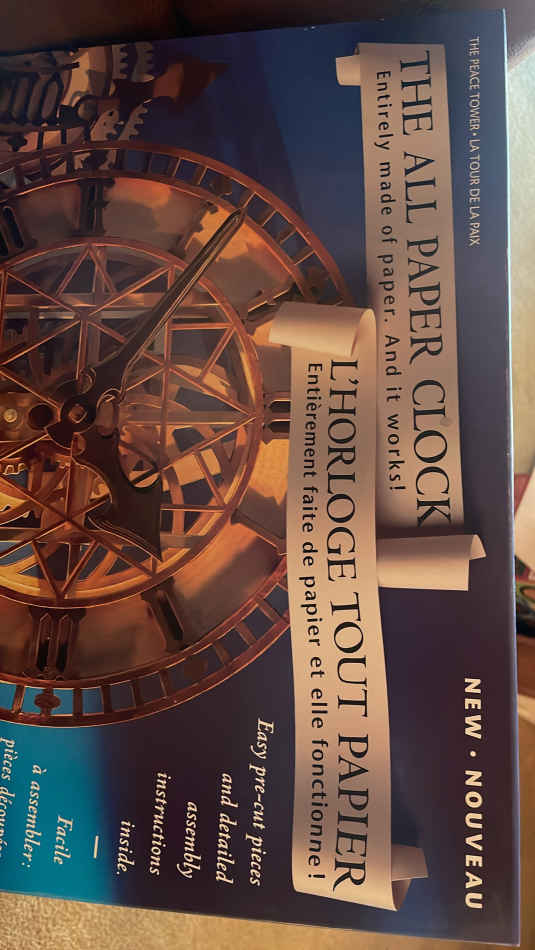 THE PEACE TOWER • LA TOUR DE LA PAIX
NEW • NOUVEAU
THE ALL PAPER CLOCK
Entirely made of paper. And it works!
L'HORLOGE TOUT PAPIER
Entièrement faite de papier et elle fonctionne!
Easy pre-cut pieces
and detailed
assembly
instructions
inside.
—
Facile
à assembler:
pièces découpées